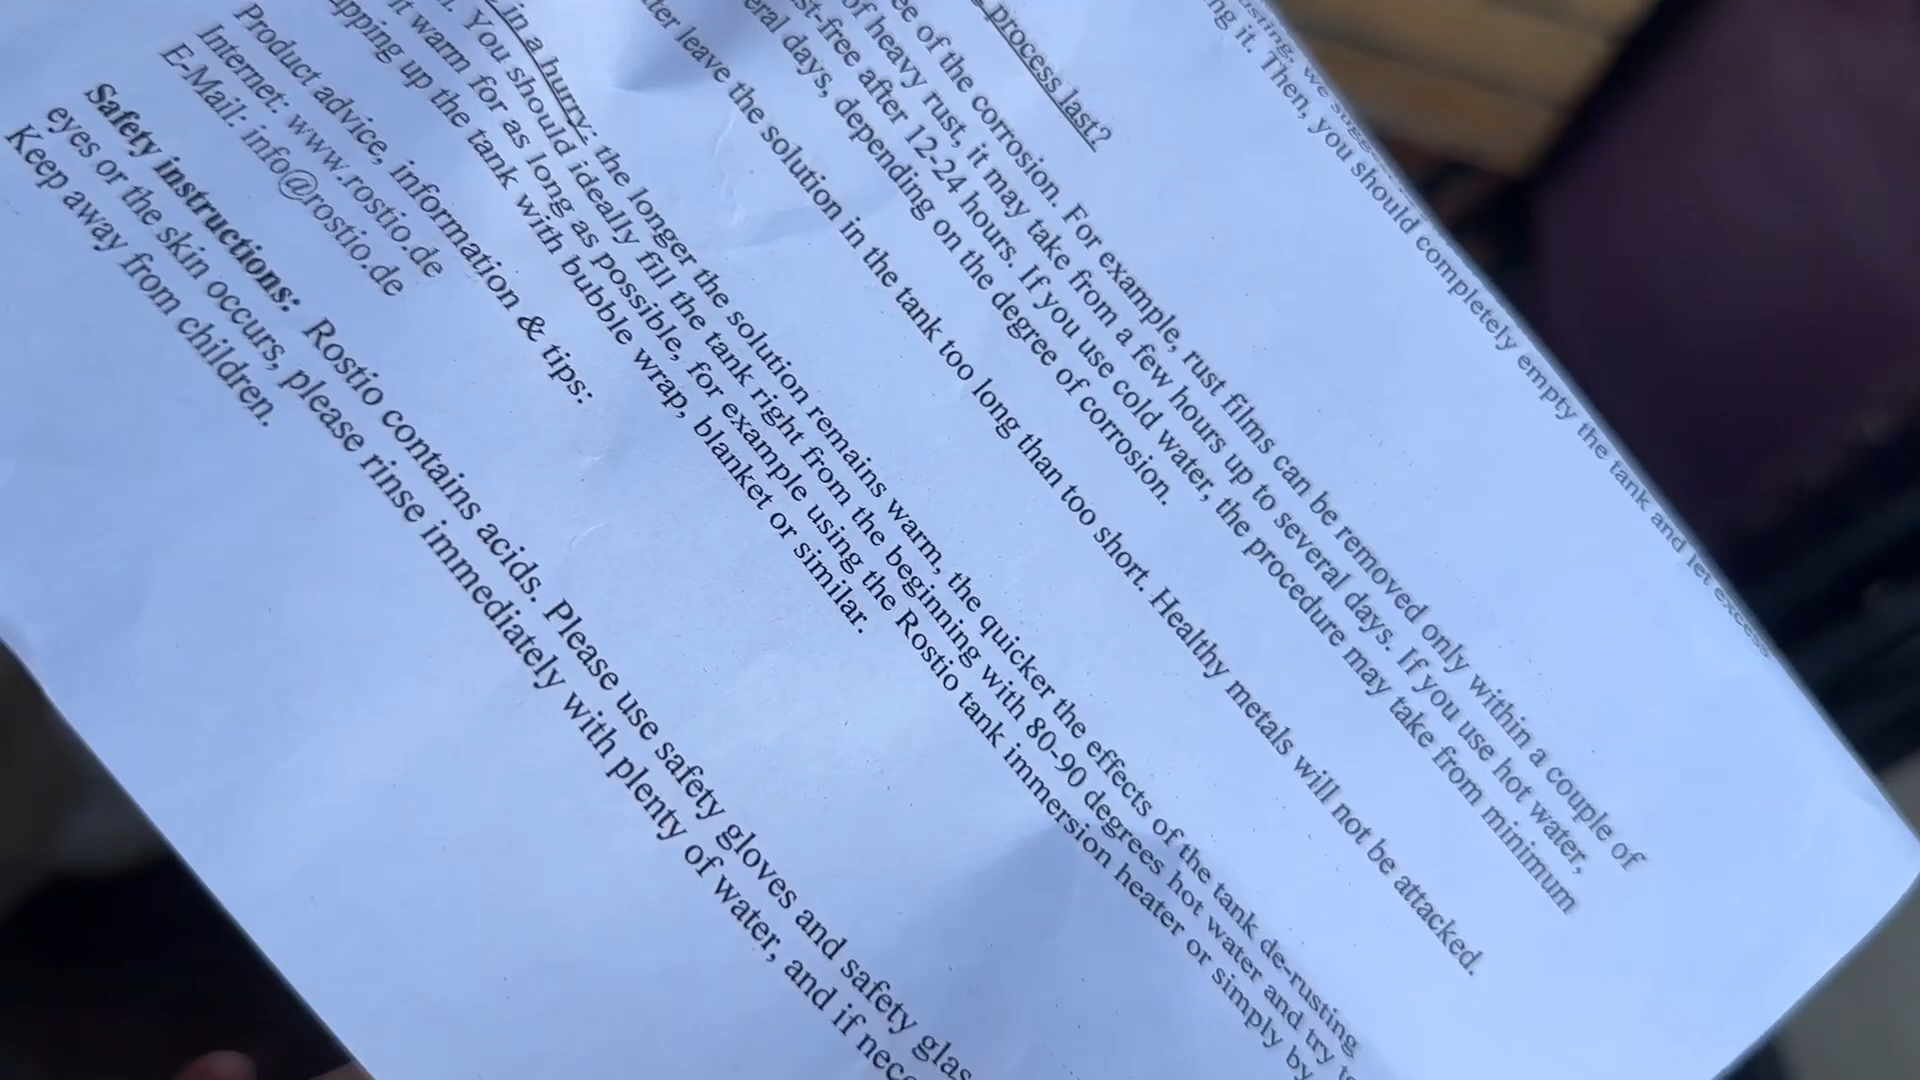 ng it. Then, you should completely empty the tank and let excess
process last?
ee of the corrosion. For example, rust films can be removed only within a couple of
of heavy rust, it may take from a few hours up to several days. If you use hot water,
st-free after 12-24 hours. If you use cold water, the procedure may take from minimum
eral days, depending on the degree of corrosion.
ter leave the solution in the tank too long than too short. Healthy metals will not be attacked.
in a hurry: the longer the solution remains warm, the quicker the effects of the tank de-rusting
. You should ideally fill the tank right from the beginning with 80-90 degrees hot water and try to
it warm for as long as possible, for example using the Rostio tank immersion heater or simply by
apping up the tank with bubble wrap, blanket or similar.
Product advice, information & tips:
Internet: www.rostio.de
E-Mail: info@rostio.de
Safety instructions: Rostio contains acids. Please use safety gloves and safety glas
eyes or the skin occurs, please rinse immediately with plenty of water, and if nece
Keep away from children.